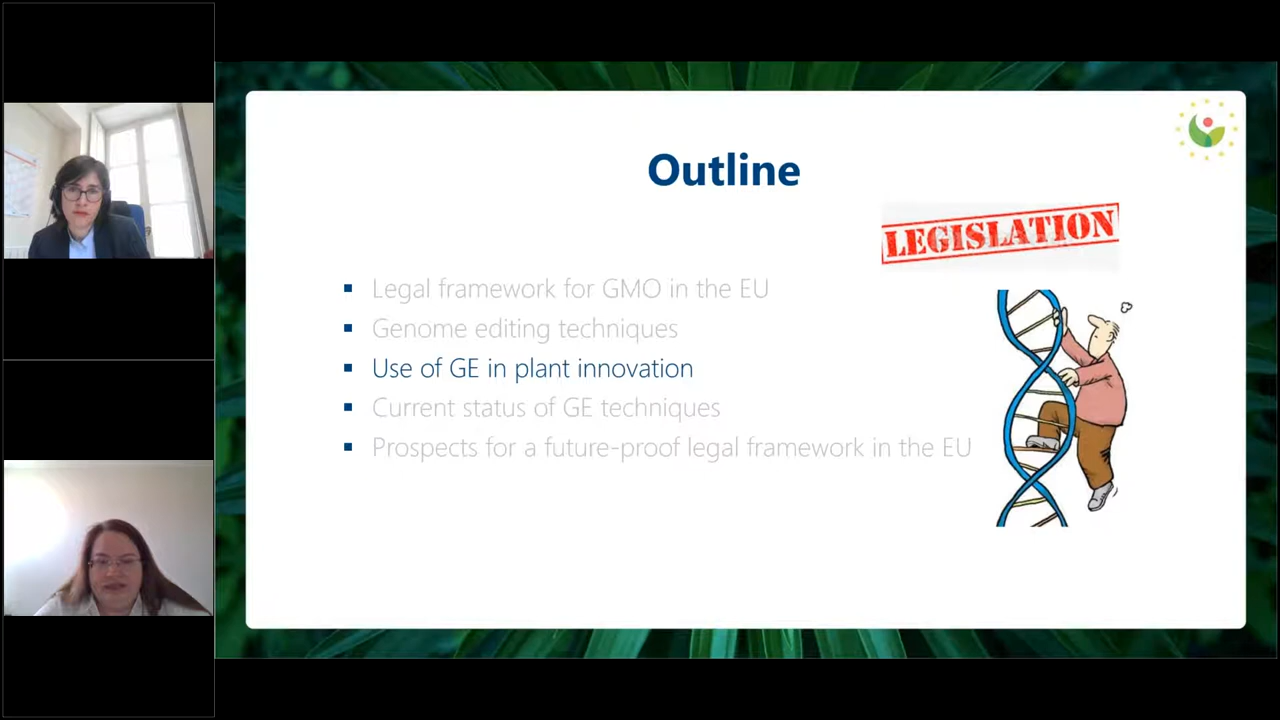 Outline
LEGISLATION
Legal framework for GMO in the EU
Genome editing techniques
Use of GE in plant innovation
Current status of GE techniques
Prospects for a future-proof legal framework in the EU